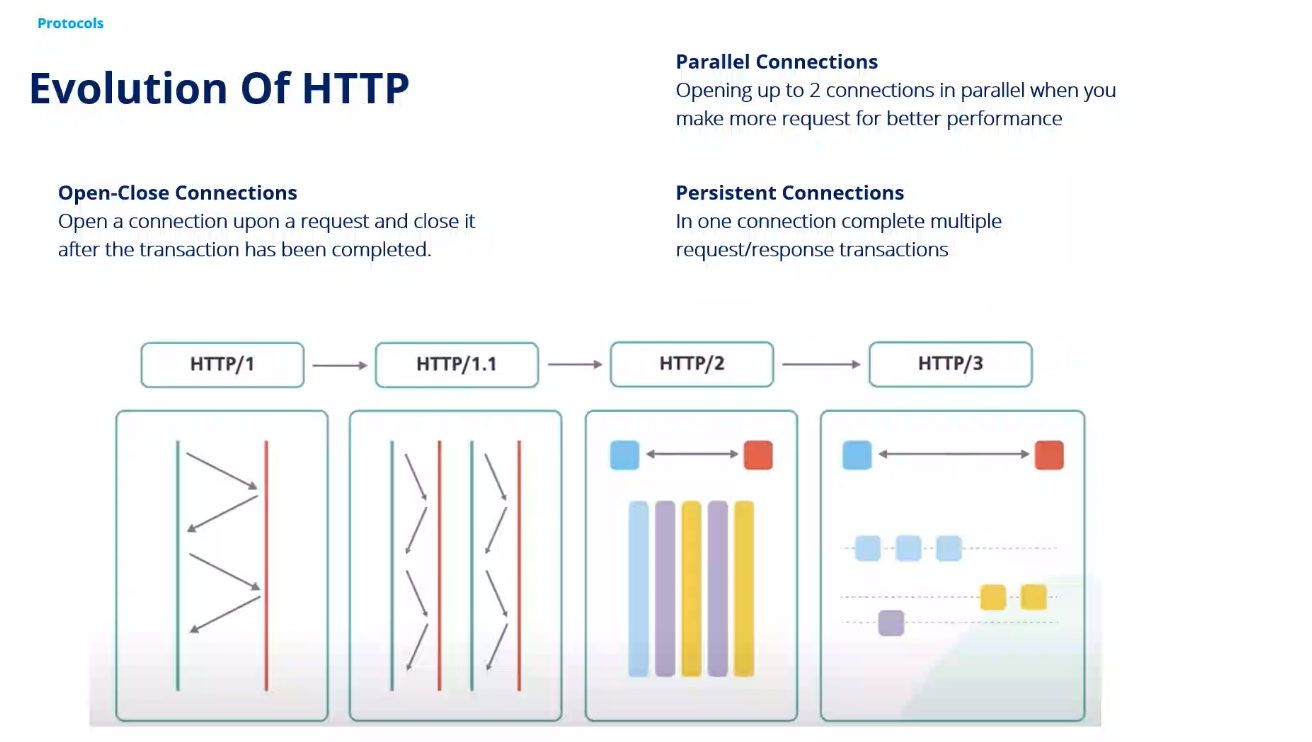 Protocols
Evolution Of HTTP
Open-Close Connections
Open a connection upon a request and close it
after the transaction has been completed.
Parallel Connections
Opening up to 2 connections in parallel when you
make more request for better performance
Persistent Connections
In one connection complete multiple
request/response transactions
HTTP/1
HTTP/1.1
HTTP/2
HTTP/3